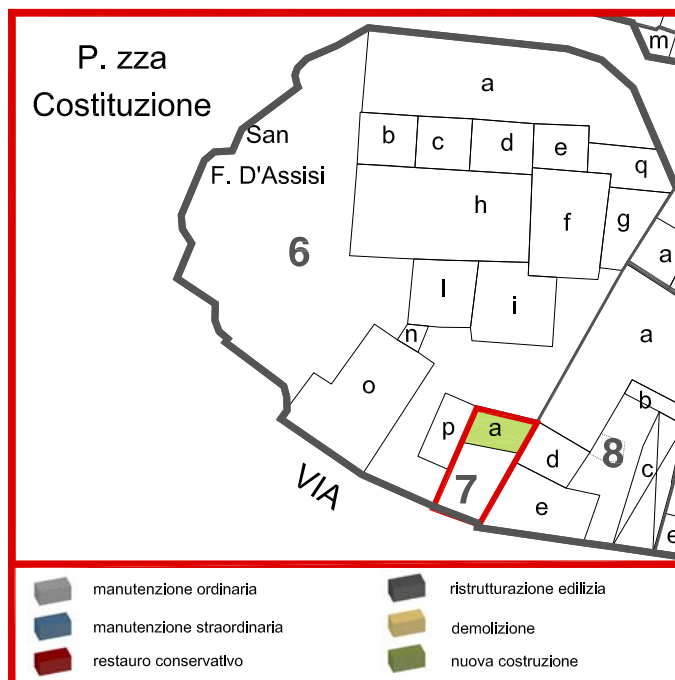 P. zza
Costituzione
San
F. D'Assisi
m
a
b
c
d
e
q
h
f
g
a
6
l
i
a
n
o
b
p
a
d
8
c
7
e
e
VIA
manutenzione ordinaria
manutenzione straordinaria
restauro conservativo
ristrutturazione edilizia
demolizione
nuova costruzione